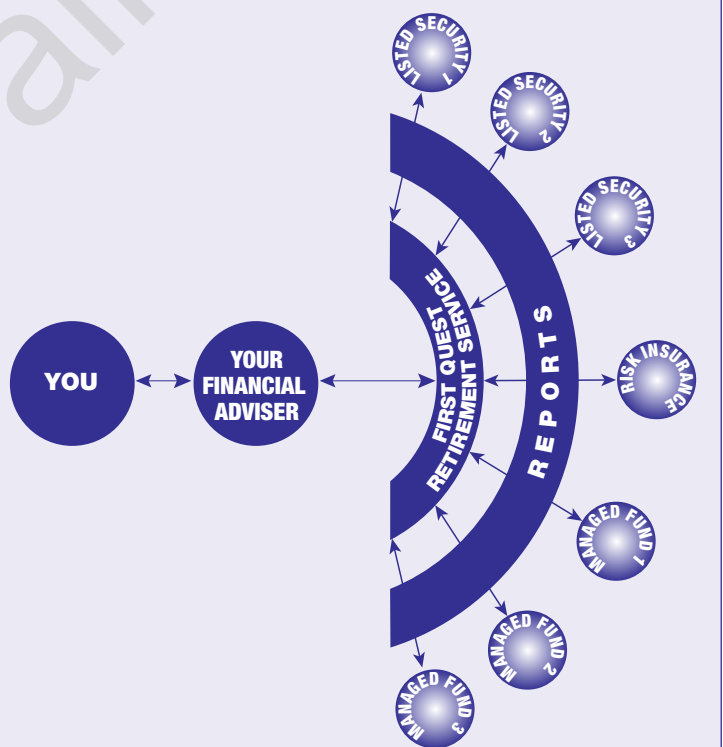 LISTED SECURITY 1
LISTED SECURITY 2
LISTED SECURITY 3
YOU
YOUR
FINANCIAL
ADVISER
FIRST QUEST
RETIREMENT SERVICE
REPORTS
RISK INSURANCE
MANAGED FUND 1
MANAGED FUND 2
MANAGED FUND 3